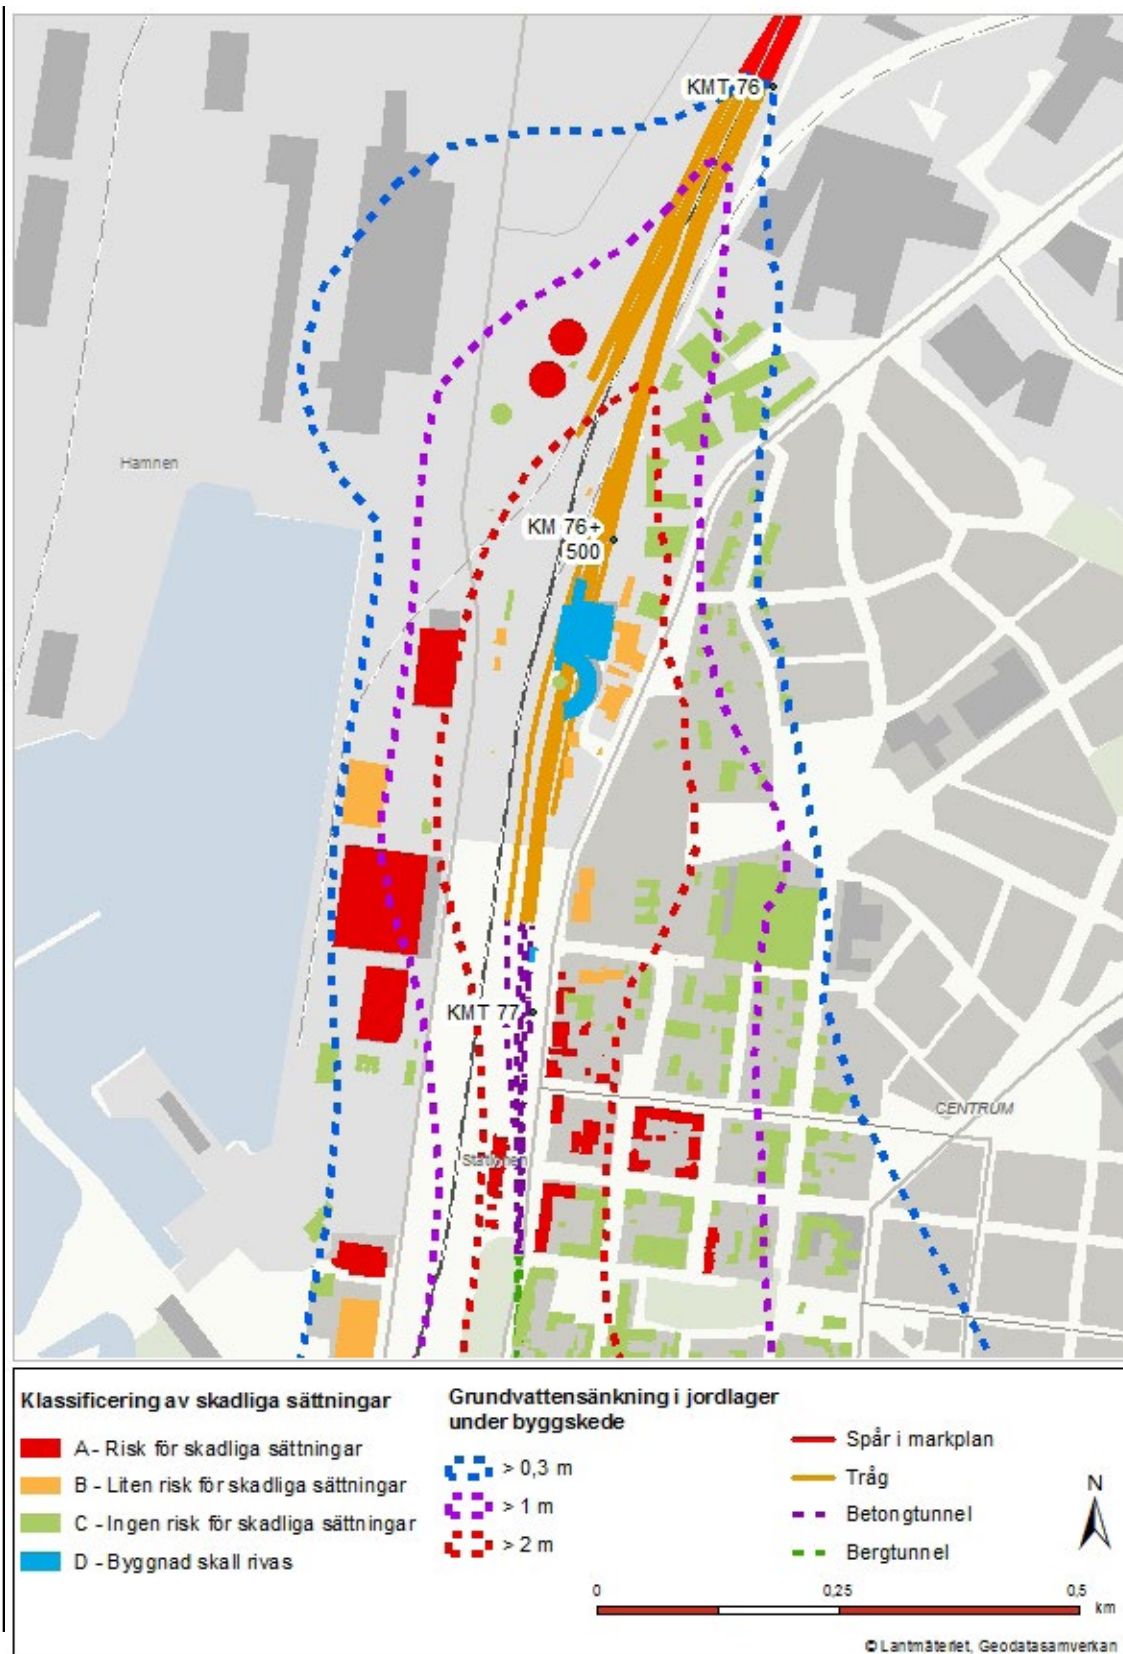 KMT 76
Hamnen
KM 76+
500
KMT 77
CENTRUM
Stationen
Klassificering av skadliga sättningar
A - Risk för skadliga sättningar
B - Liten risk för skadliga sättningar
C - Ingen risk för skadliga sättningar
D - Byggnad skall rivas
Grundvattensänkning i jordlager
under byggskede
> 0,3 m
> 1 m
> 2 m
Spår i markplan
Tråg
Betongtunnel
Bergtunnel
N
0 0,25 0,5
km
© Lantmäteriet, Geodatasamverkan